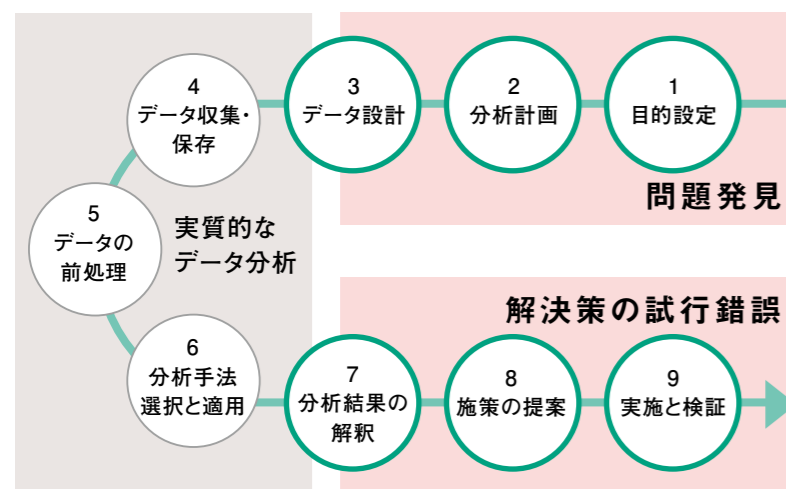 1
目的設定
2
分析計画
3
データ設計
問題発見
4
データ収集・
保存
5
データの
前処理
実質的な
データ分析
6
分析手法
選択と適用
解決策の試行錯誤
7
分析結果の
解釈
8
施策の提案
9
実施と検証